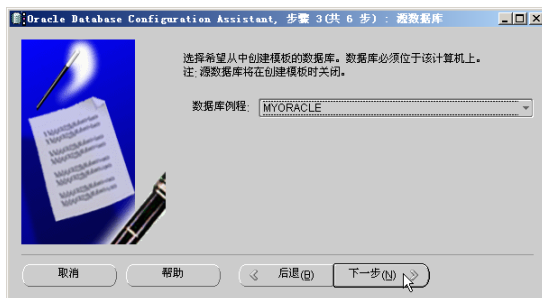 Oracle Database Configuration Assistant, 步骤 3(共 6 步) : 源数据库
选择希望从中创建模板的数据库。数据库必须位于该计算机上。
注: 源数据库将在创建模板时关闭。
数据库例程: MYORACLE
取消 帮助 后退(B) 下一步(N)